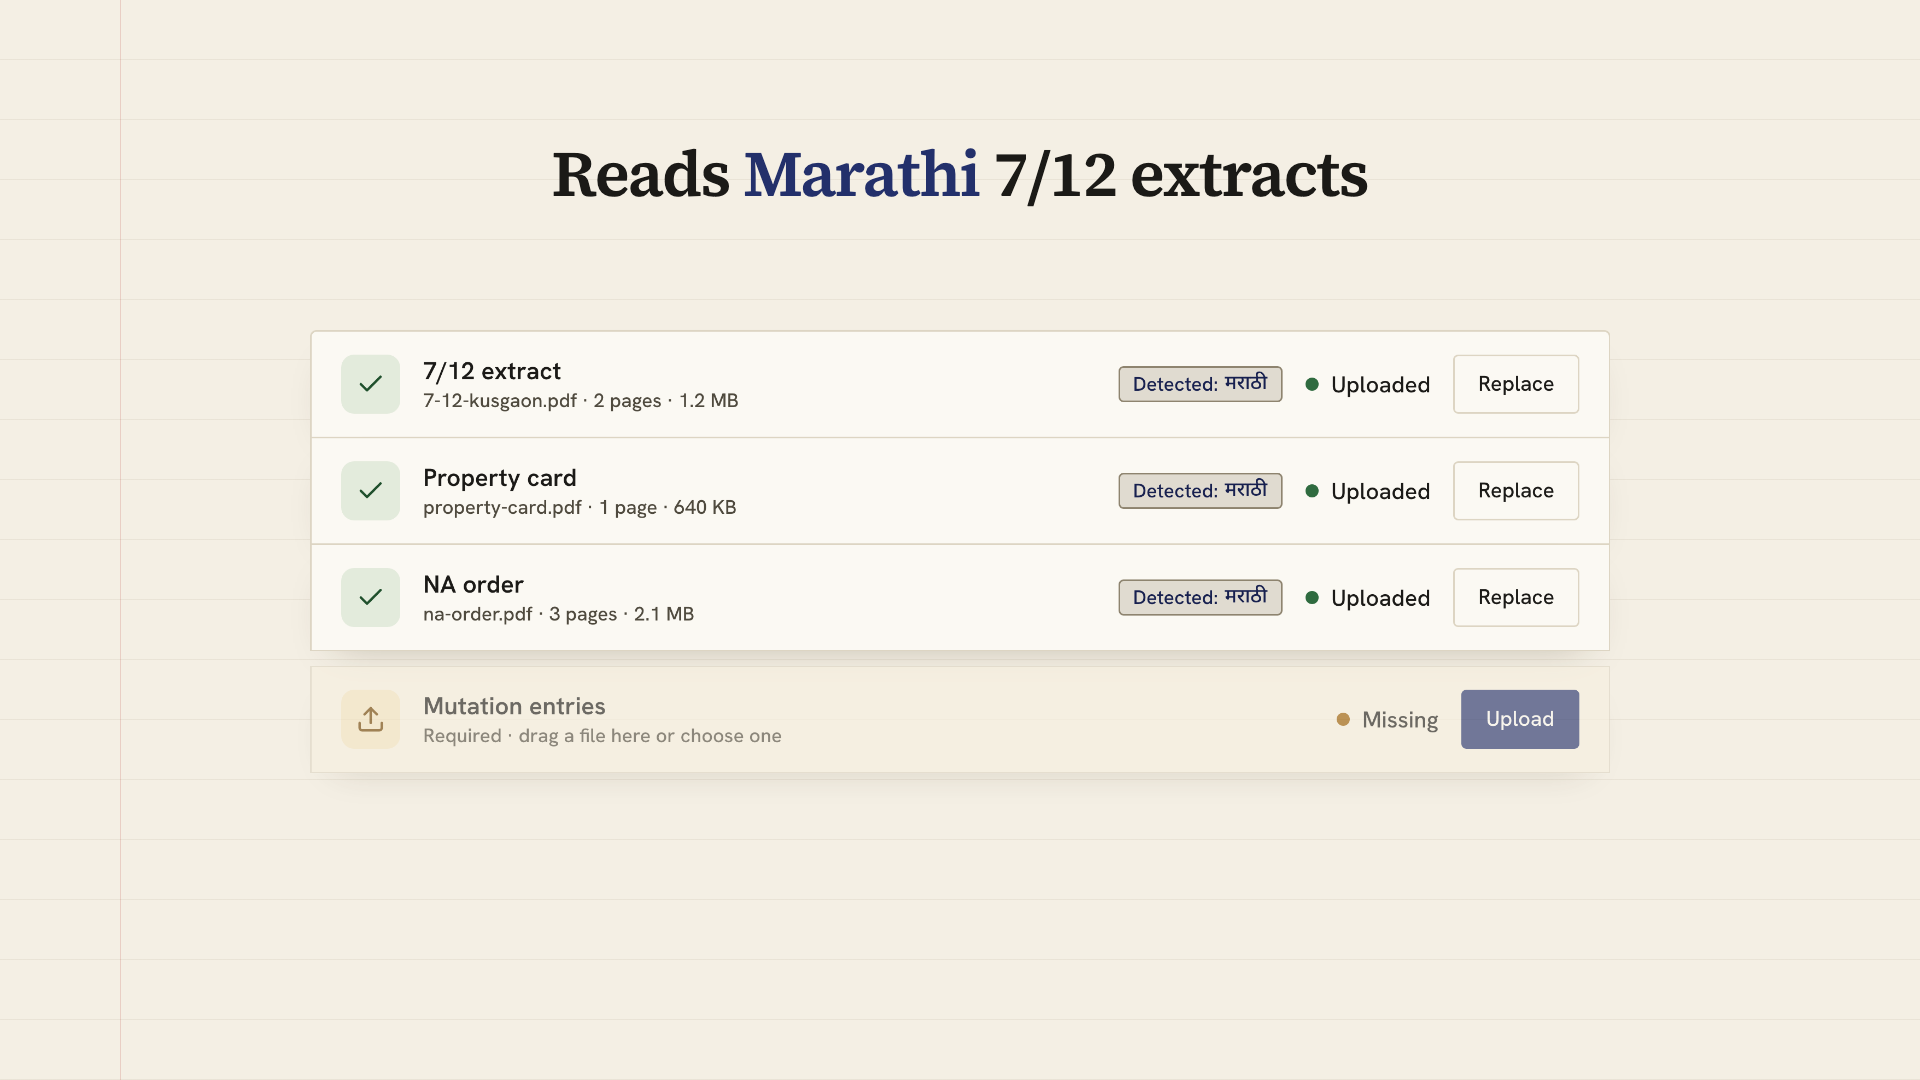 Reads Marathi 7/12 extracts
7/12 extract
7-12-kusgaon.pdf · 2 pages · 1.2 MB
Detected: मराठी
Uploaded
Replace
Property card
property-card.pdf · 1 page · 640 KB
Detected: मराठी
Uploaded
Replace
NA order
na-order.pdf · 3 pages · 2.1 MB
Detected: मराठी
Uploaded
Replace
Mutation entries
Required · drag a file here or choose one
Missing
Upload